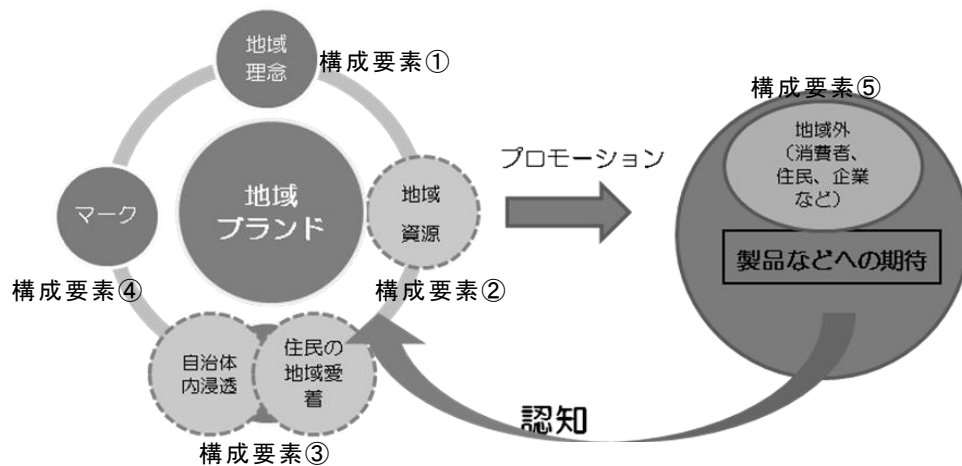 地域
理念
構成要素①
マーク
構成要素④
地域
ブランド
地域
資源
構成要素②
自治体
内浸透
住民の
地域愛
着
構成要素③
プロモーション
構成要素⑤
地域外
(消費者、
住民、企業
など)
製品などへの期待
認知